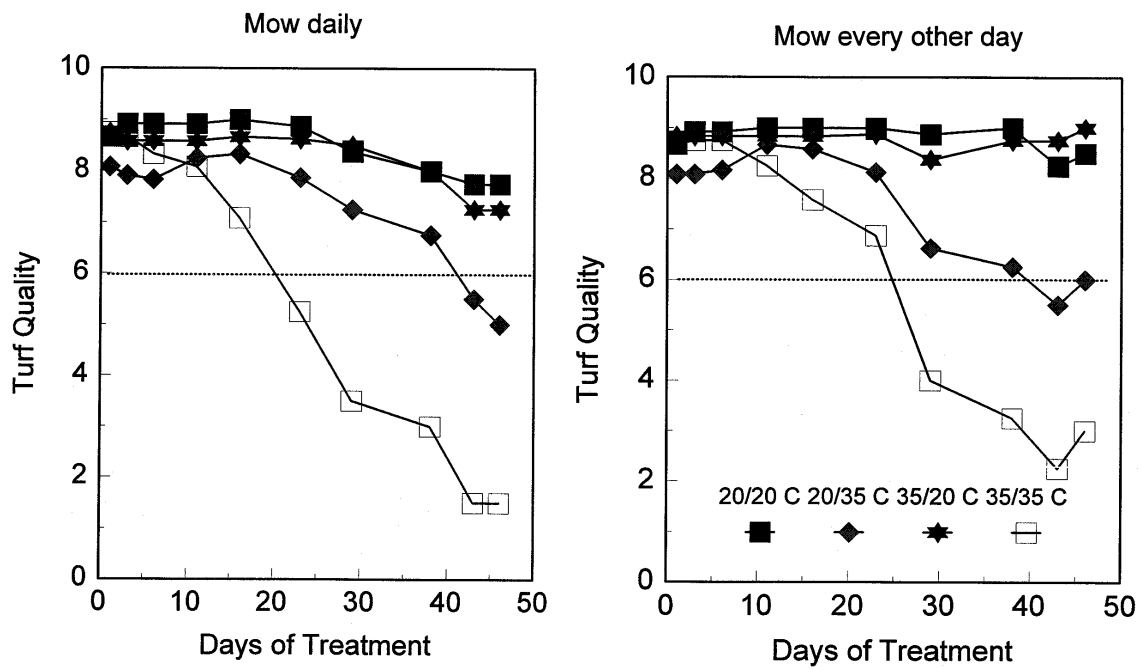 Mow daily
10
8
6
4
2
0
Turf Quality
0 10 20 30 40 50
Days of Treatment
Mow every other day
10
8
6
4
2
0
Turf Quality
20/20 C 20/35 C 35/20 C 35/35 C
0 10 20 30 40 50
Days of Treatment